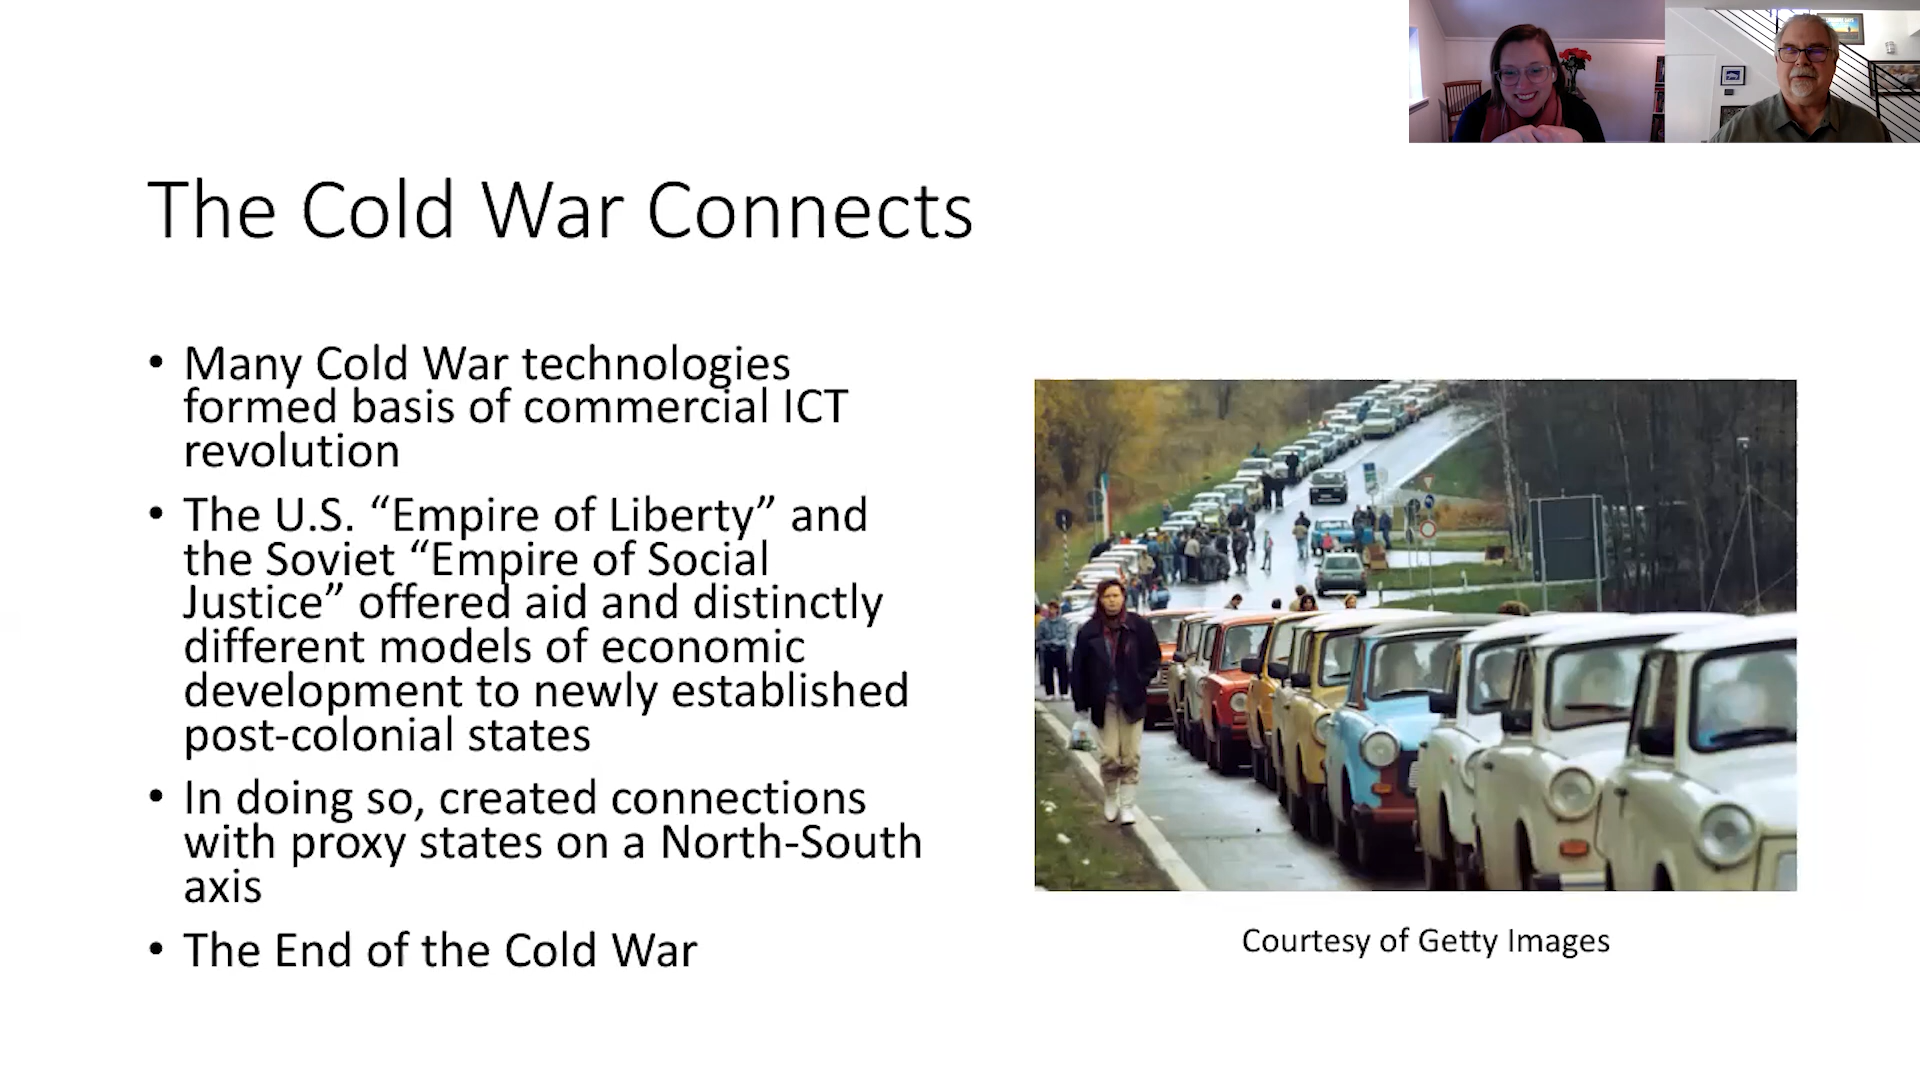 The Cold War Connects
• Many Cold War technologies
formed basis of commercial ICT
revolution
• The U.S. “Empire of Liberty” and
the Soviet “Empire of Social
Justice” offered aid and distinctly
different models of economic
development to newly established
post-colonial states
• In doing so, created connections
with proxy states on a North-South
axis
• The End of the Cold War
Courtesy of Getty Images